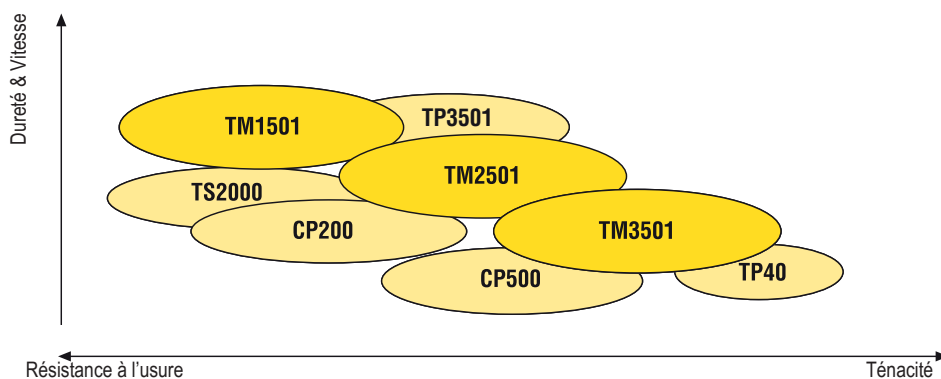 Dureté & Vitesse
TM1501
TP3501
TM2501
TS2000
CP200
TM3501
CP500
TP40
Résistance à l’usure
Ténacité